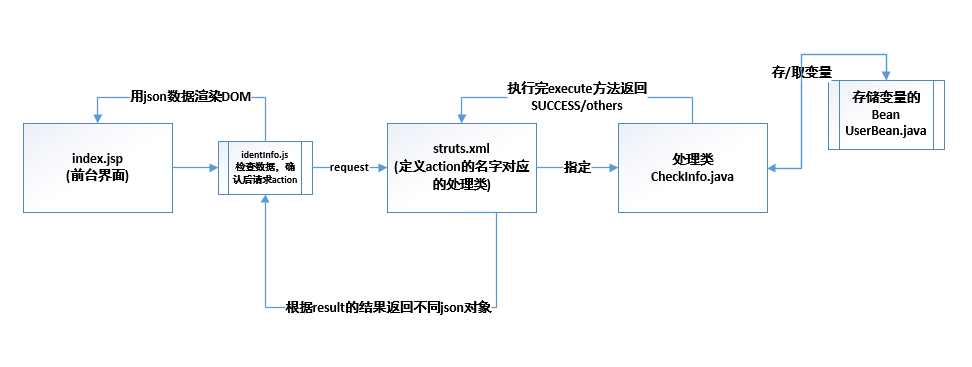 用json数据渲染DOM
index.jsp
(前台界面)
identInfo.js
检查数据，确
认后请求action
request
执行完execute方法返回
SUCCESS/others
struts.xml
(定义action的名字对应
的处理类)
指定
处理类
CheckInfo.java
存/取变量
存储变量的
Bean
UserBean.java
根据result的结果返回不同json对象